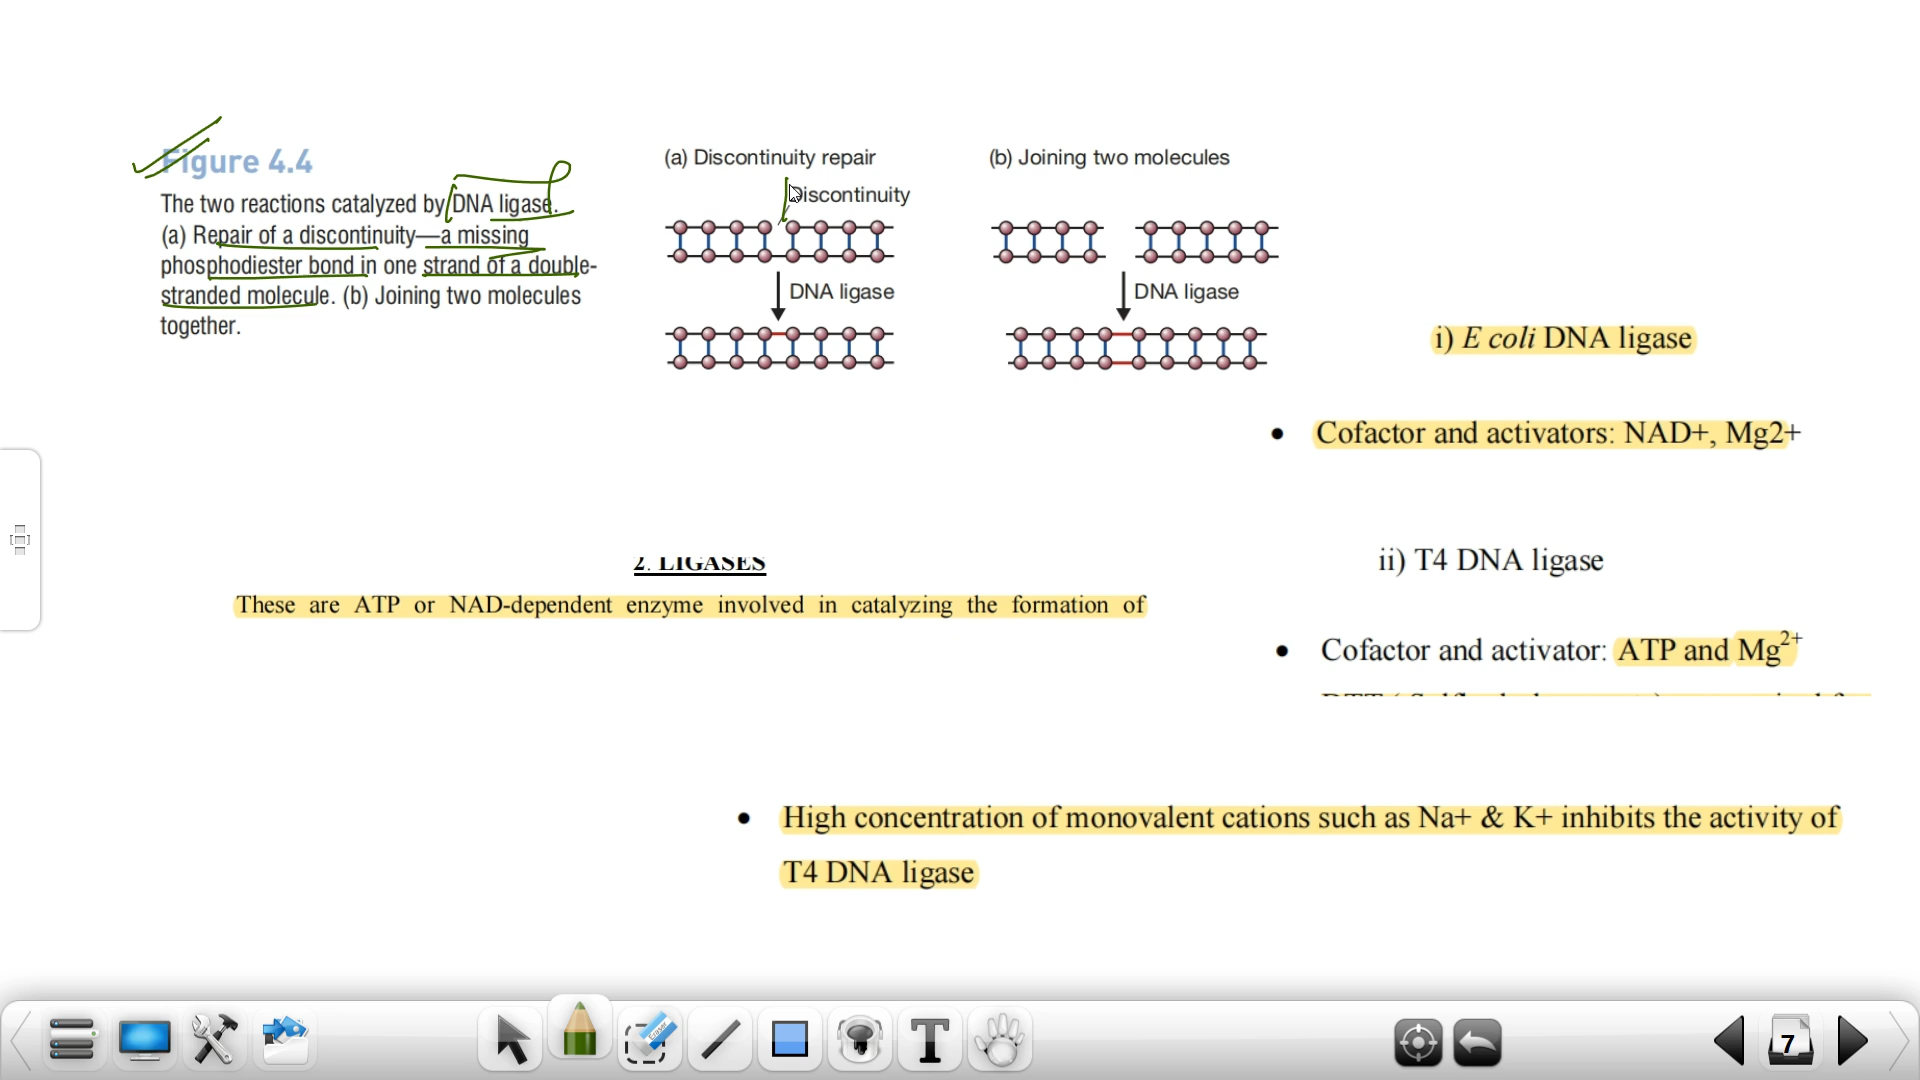 Figure 4.4
The two reactions catalyzed by DNA ligase.
(a) Repair of a discontinuity—a missing
phosphodiester bond in one strand of a double-
stranded molecule. (b) Joining two molecules
together.
(a) Discontinuity repair
Discontinuity
DNA ligase
(b) Joining two molecules
DNA ligase
i) E coli DNA ligase
• Cofactor and activators: NAD+, Mg2+
2. LIGASES
These are ATP or NAD-dependent enzyme involved in catalyzing the formation of
ii) T4 DNA ligase
• Cofactor and activator: ATP and Mg2+
• High concentration of monovalent cations such as Na+ & K+ inhibits the activity of
T4 DNA ligase
Eraser
T
7